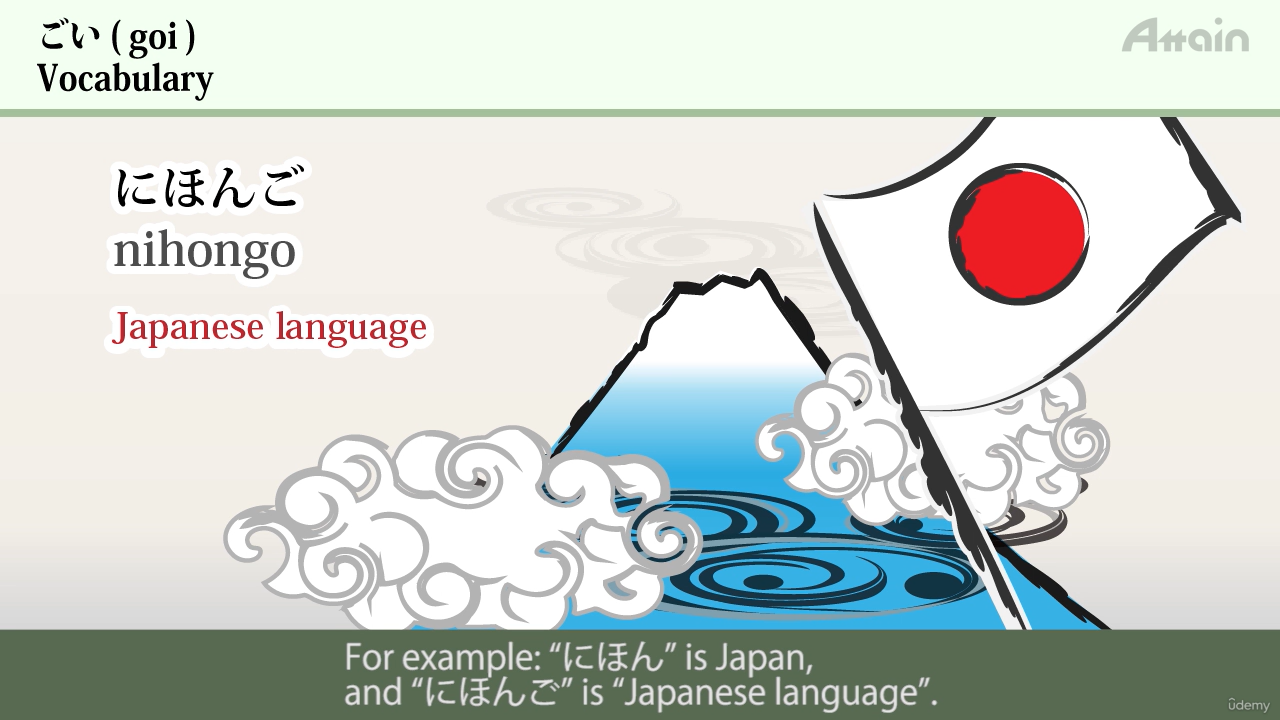 ごい ( goi )
Vocabulary
Attain
にほんご
nihongo
Japanese language
For example: “にほん” is Japan,
and “にほんご” is “Japanese language”.
ûdemy